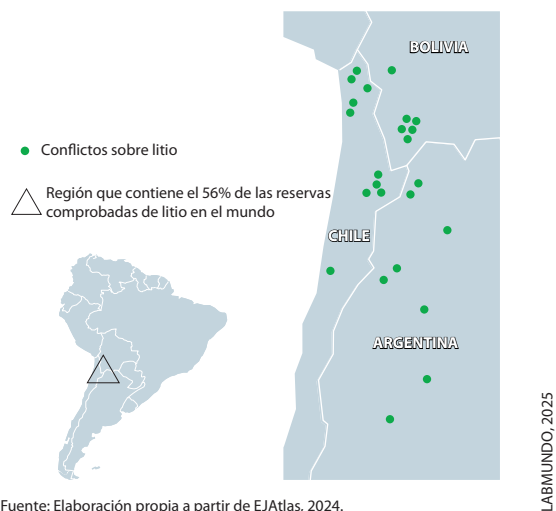 BOLIVIA
Conflictos sobre litio
Región que contiene el 56% de las reservas
comprobadas de litio en el mundo
CHILE
ARGENTINA
LABMUNDO, 2025
Fuente: Elaboración propia a partir de EJAtlas, 2024.